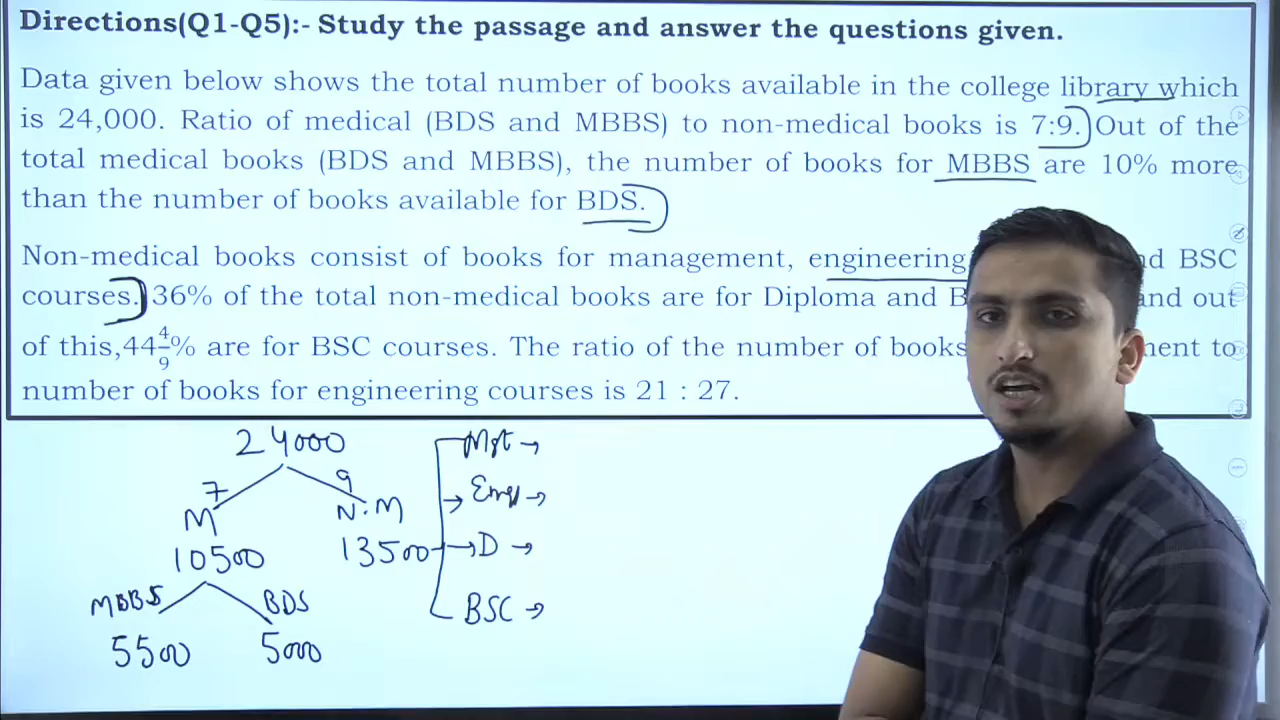 Directions(Q1-Q5):- Study the passage and answer the questions given.
Data given below shows the total number of books available in the college library which
is 24,000. Ratio of medical (BDS and MBBS) to non-medical books is 7:9. Out of the
total medical books (BDS and MBBS), the number of books for MBBS are 10% more
than the number of books available for BDS.
Non-medical books consist of books for management, engineering BSC
courses. 36% of the total non-medical books are for Diploma and and out
of this, 44 4/9% are for BSC courses. The ratio of the number of books to
number of books for engineering courses is 21 : 27.
24000
7 9
M N.M
10500 13500
MBBS BDS
5500 5000
Mgt →
→ Eng →
→ D →
BSC →